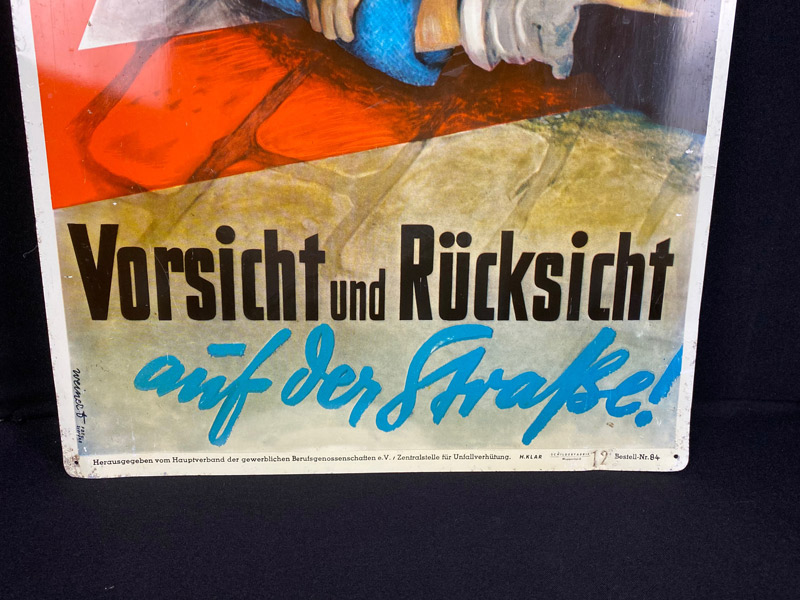 Vorsicht und Rücksicht
auf der Straße!
Herausgegeben vom Hauptverband der gewerblichen Berufsgenossenschaften e.V. / Zentralstelle für Unfallverhütung. H. KLAR 12 Bestell-Nr. 84